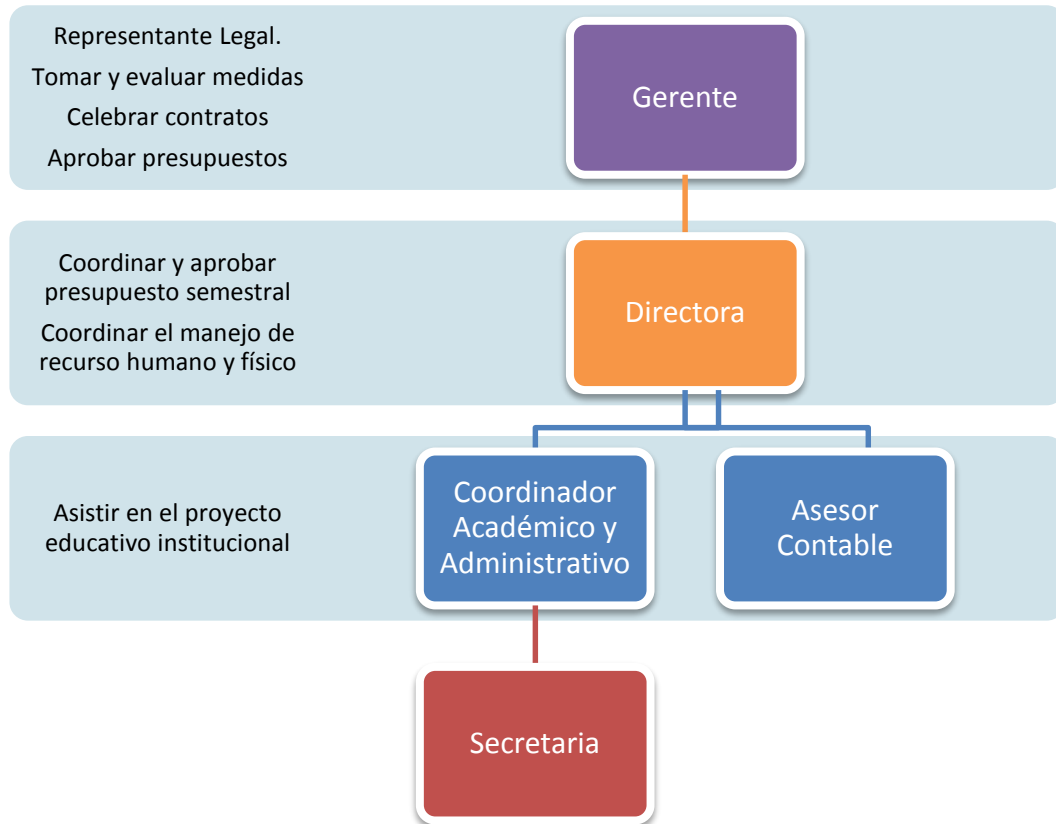 Representante Legal.
Tomar y evaluar medidas
Celebrar contratos
Aprobar presupuestos
Gerente
Coordinar y aprobar
presupuesto semestral
Coordinar el manejo de
recurso humano y físico
Directora
Asistir en el proyecto
educativo institucional
Coordinador
Académico y
Administrativo
Asesor
Contable
Secretaria